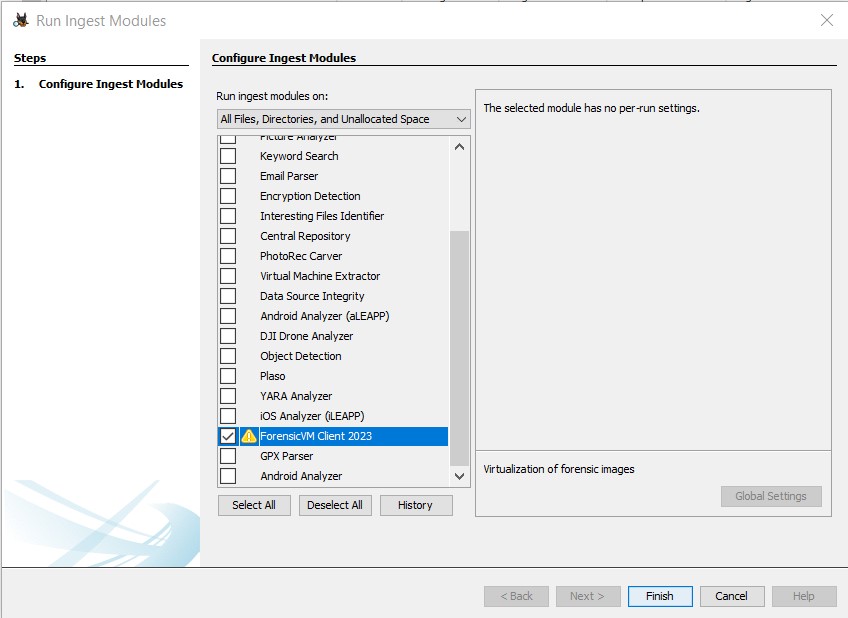 Run Ingest Modules
Steps
1. Configure Ingest Modules
Configure Ingest Modules
Run ingest modules on:
All Files, Directories, and Unallocated Space
Picture Analyzer
Keyword Search
Email Parser
Encryption Detection
Interesting Files Identifier
Central Repository
PhotoRec Carver
Virtual Machine Extractor
Data Source Integrity
Android Analyzer (aLEAPP)
DJI Drone Analyzer
Object Detection
Plaso
YARA Analyzer
iOS Analyzer (iLEAPP)
ForensicVM Client 2023
GPX Parser
Android Analyzer
Select All
Deselect All
History
The selected module has no per-run settings.
Virtualization of forensic images
Global Settings
< Back
Next >
Finish
Cancel
Help